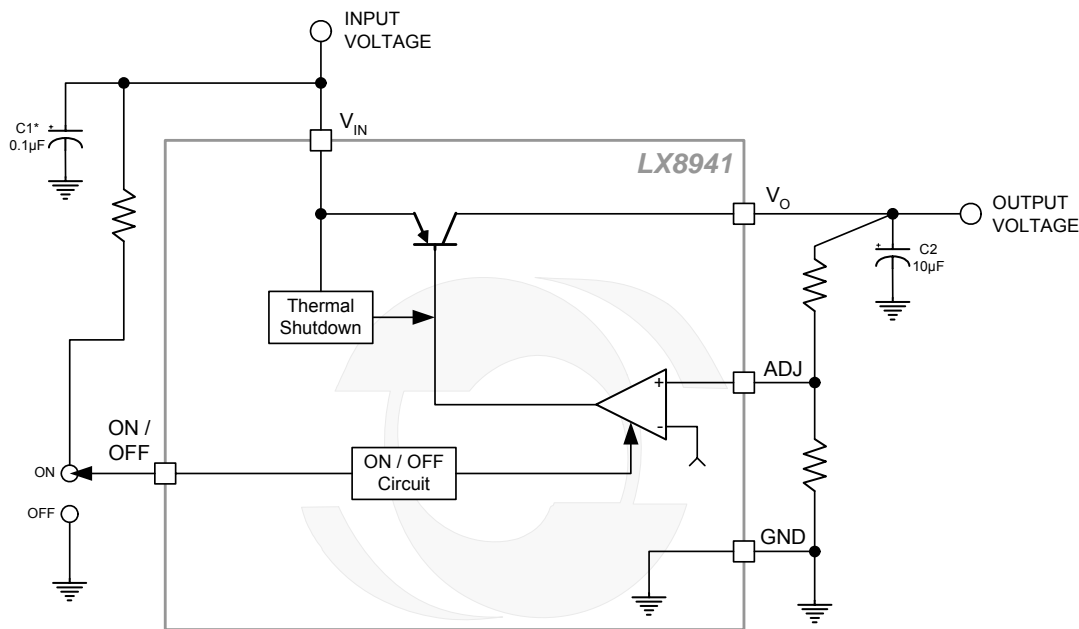 INPUT
VOLTAGE
C1*
0.1µF
+
V_IN
LX8941
V_O
OUTPUT
VOLTAGE
+
C2
10µF
Thermal
Shutdown
ADJ
+
-
ON /
OFF
ON
ON / OFF
Circuit
OFF
GND